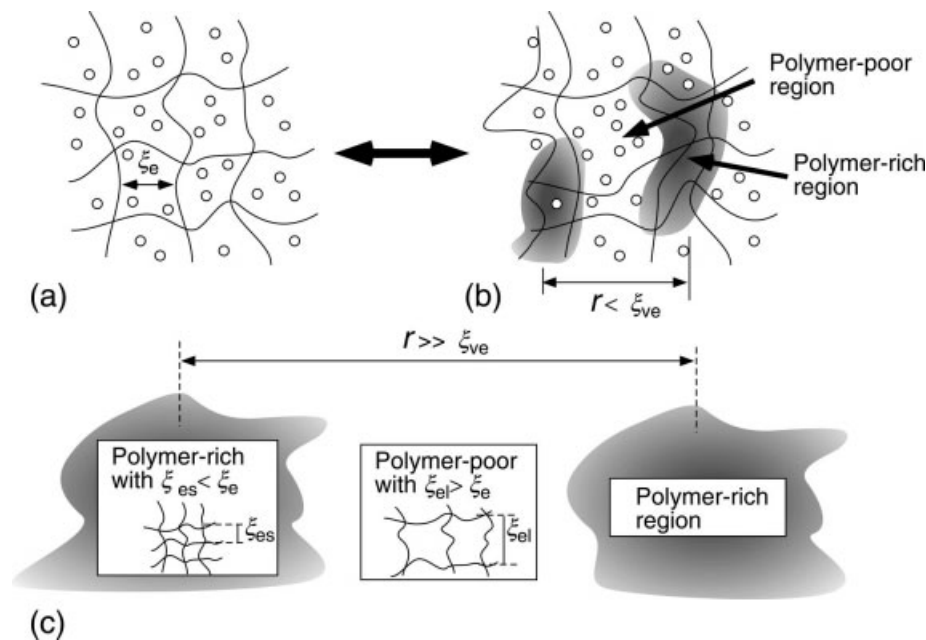 ξe
(a)
Polymer-poor
region
Polymer-rich
region
r < ξve
(b)
r >> ξve
Polymer-rich
with ξes < ξe
ξes
Polymer-poor
with ξel > ξe
ξel
Polymer-rich
region
(c)